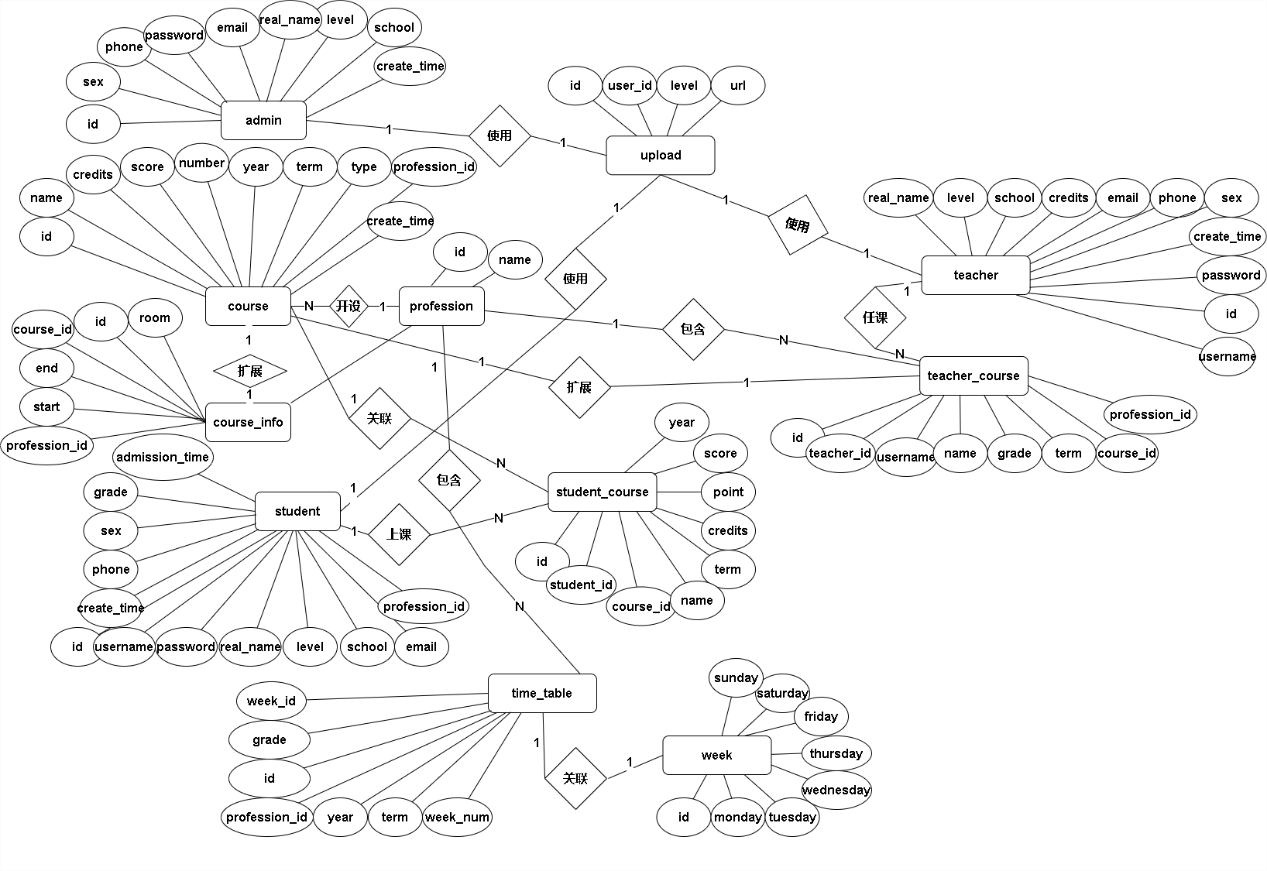 real_name
level
email
school
password
phone
create_time
sex
id
admin
1
使用
1
id
user_id
level
url
upload
credits
score
number
year
term
type
profession_id
name
create_time
id
course
1
1
使用
1
real_name
level
school
credits
email
phone
sex
create_time
password
id
username
teacher
id
name
使用
N
开设
1
profession
1
任课
N
course_id
id
room
1
扩展
1
end
start
profession_id
course_info
1
包含
N
1
扩展
1
teacher_course
profession_id
id
teacher_id
username
name
grade
term
course_id
1
1
关联
N
包含
year
score
point
credits
term
name
course_id
student_id
id
student_course
admission_time
grade
sex
phone
create_time
id
username
password
real_name
level
school
email
profession_id
student
1
1
上课
N
N
week_id
grade
id
profession_id
year
term
week_num
time_table
1
关联
1
sunday
saturday
friday
thursday
wednesday
week
id
monday
tuesday